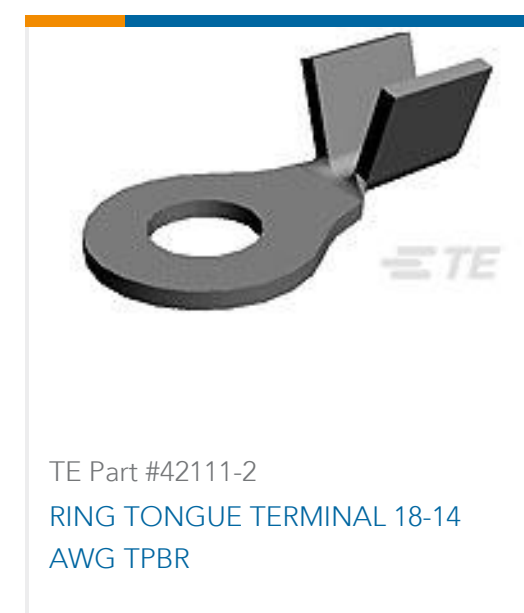 TE
TE Part #42111-2
RING TONGUE TERMINAL 18-14
AWG TPBR